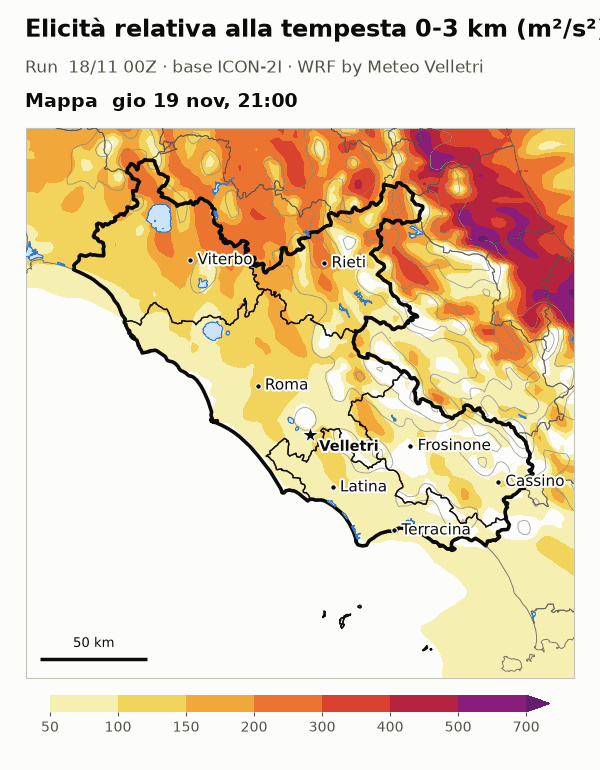 Elicità relativa alla tempesta 0-3 km (m²/s²)
Run 18/11 00Z · base ICON-2I · WRF by Meteo Velletri
Mappa gio 19 nov, 21:00
Viterbo
Rieti
Roma
Velletri
Frosinone
Cassino
Latina
Terracina
50 km
50 100 150 200 300 400 500 700